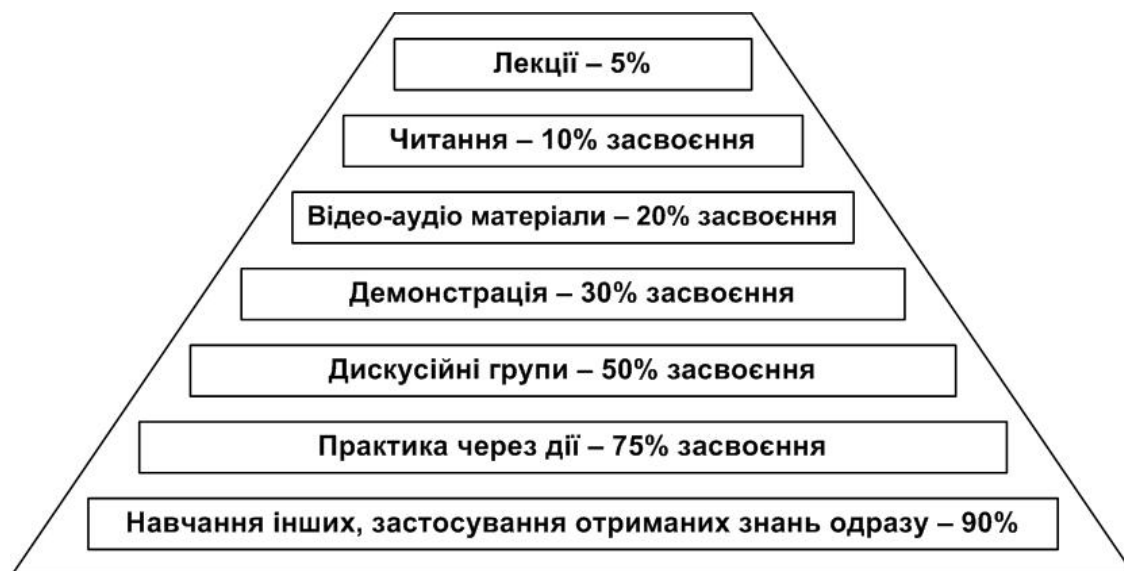 Лекції – 5%
Читання – 10% засвоєння
Відео-аудіо матеріали – 20% засвоєння
Демонстрація – 30% засвоєння
Дискусійні групи – 50% засвоєння
Практика через дії – 75% засвоєння
Навчання інших, застосування отриманих знань одразу – 90%